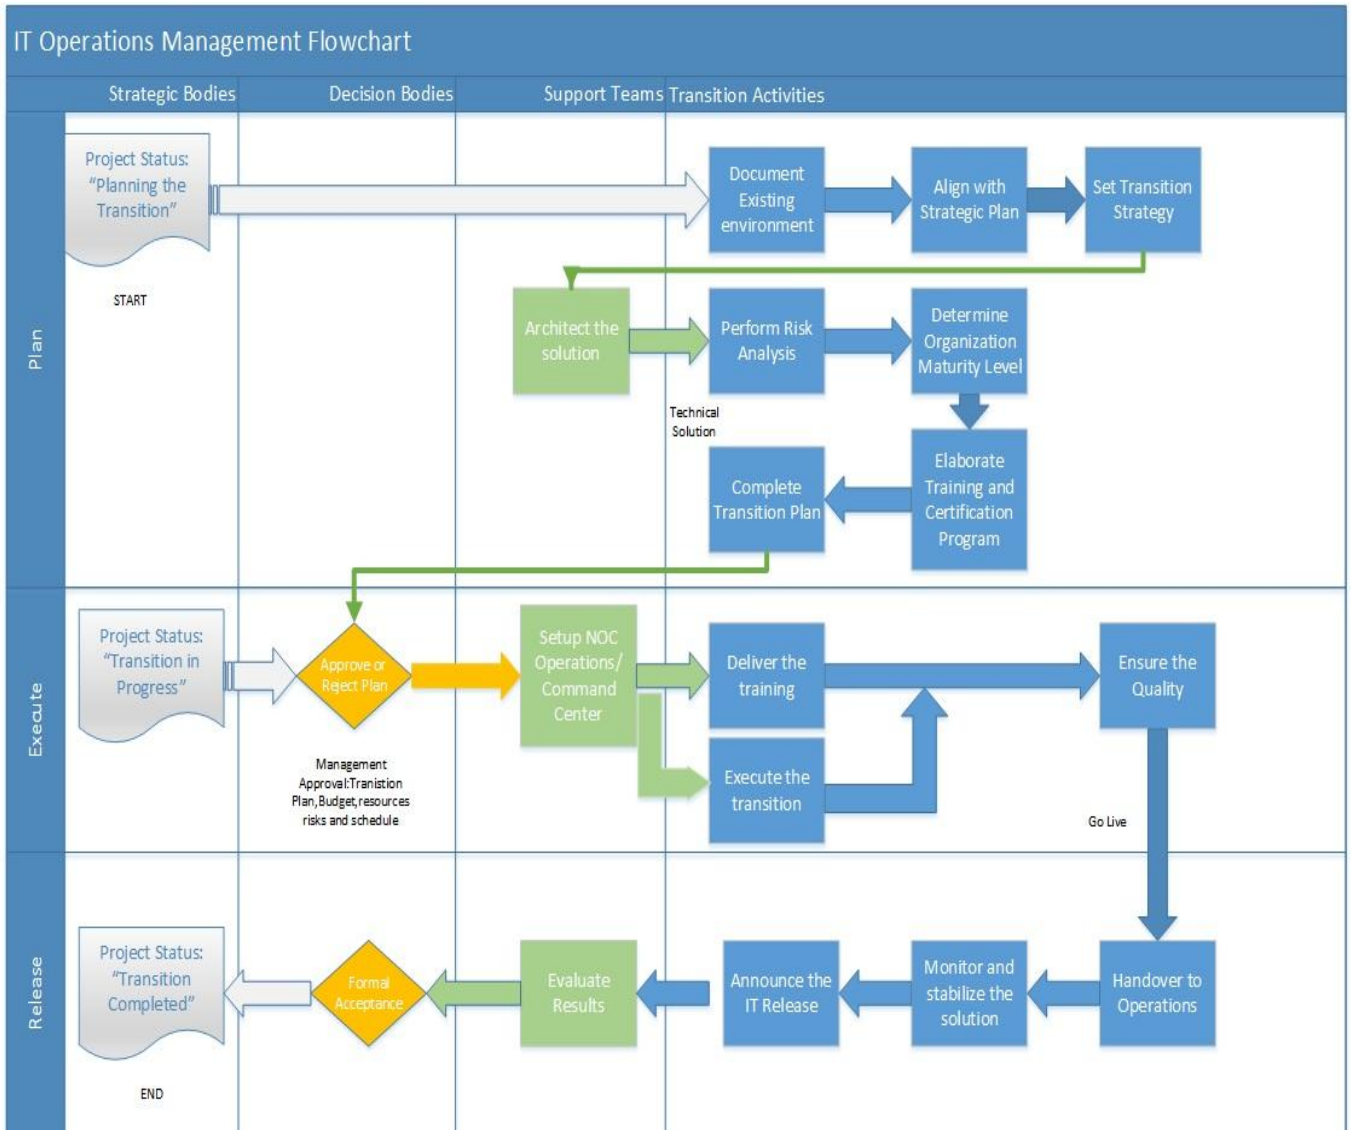 IT Operations Management Flowchart
Strategic Bodies
Decision Bodies
Support Teams
Transition Activities
Plan
Project Status:
“Planning the
Transition”
START
Document
Existing
environment
Align with
Strategic Plan
Set Transition
Strategy
Architect the
solution
Perform Risk
Analysis
Determine
Organization
Maturity Level
Technical
Solution
Complete
Transition Plan
Elaborate
Training and
Certification
Program
Execute
Project Status:
“Transition in
Progress”
Approve or
Reject Plan
Management
Approval:Tranistion
Plan,Budget,resources
risks and schedule
Setup NOC
Operations/
Command
Center
Deliver the
training
Ensure the
Quality
Execute the
transition
Go Live
Release
Project Status:
“Transition
Completed”
END
Formal
Acceptance
Evaluate
Results
Announce the
IT Release
Monitor and
stabilize the
solution
Handover to
Operations